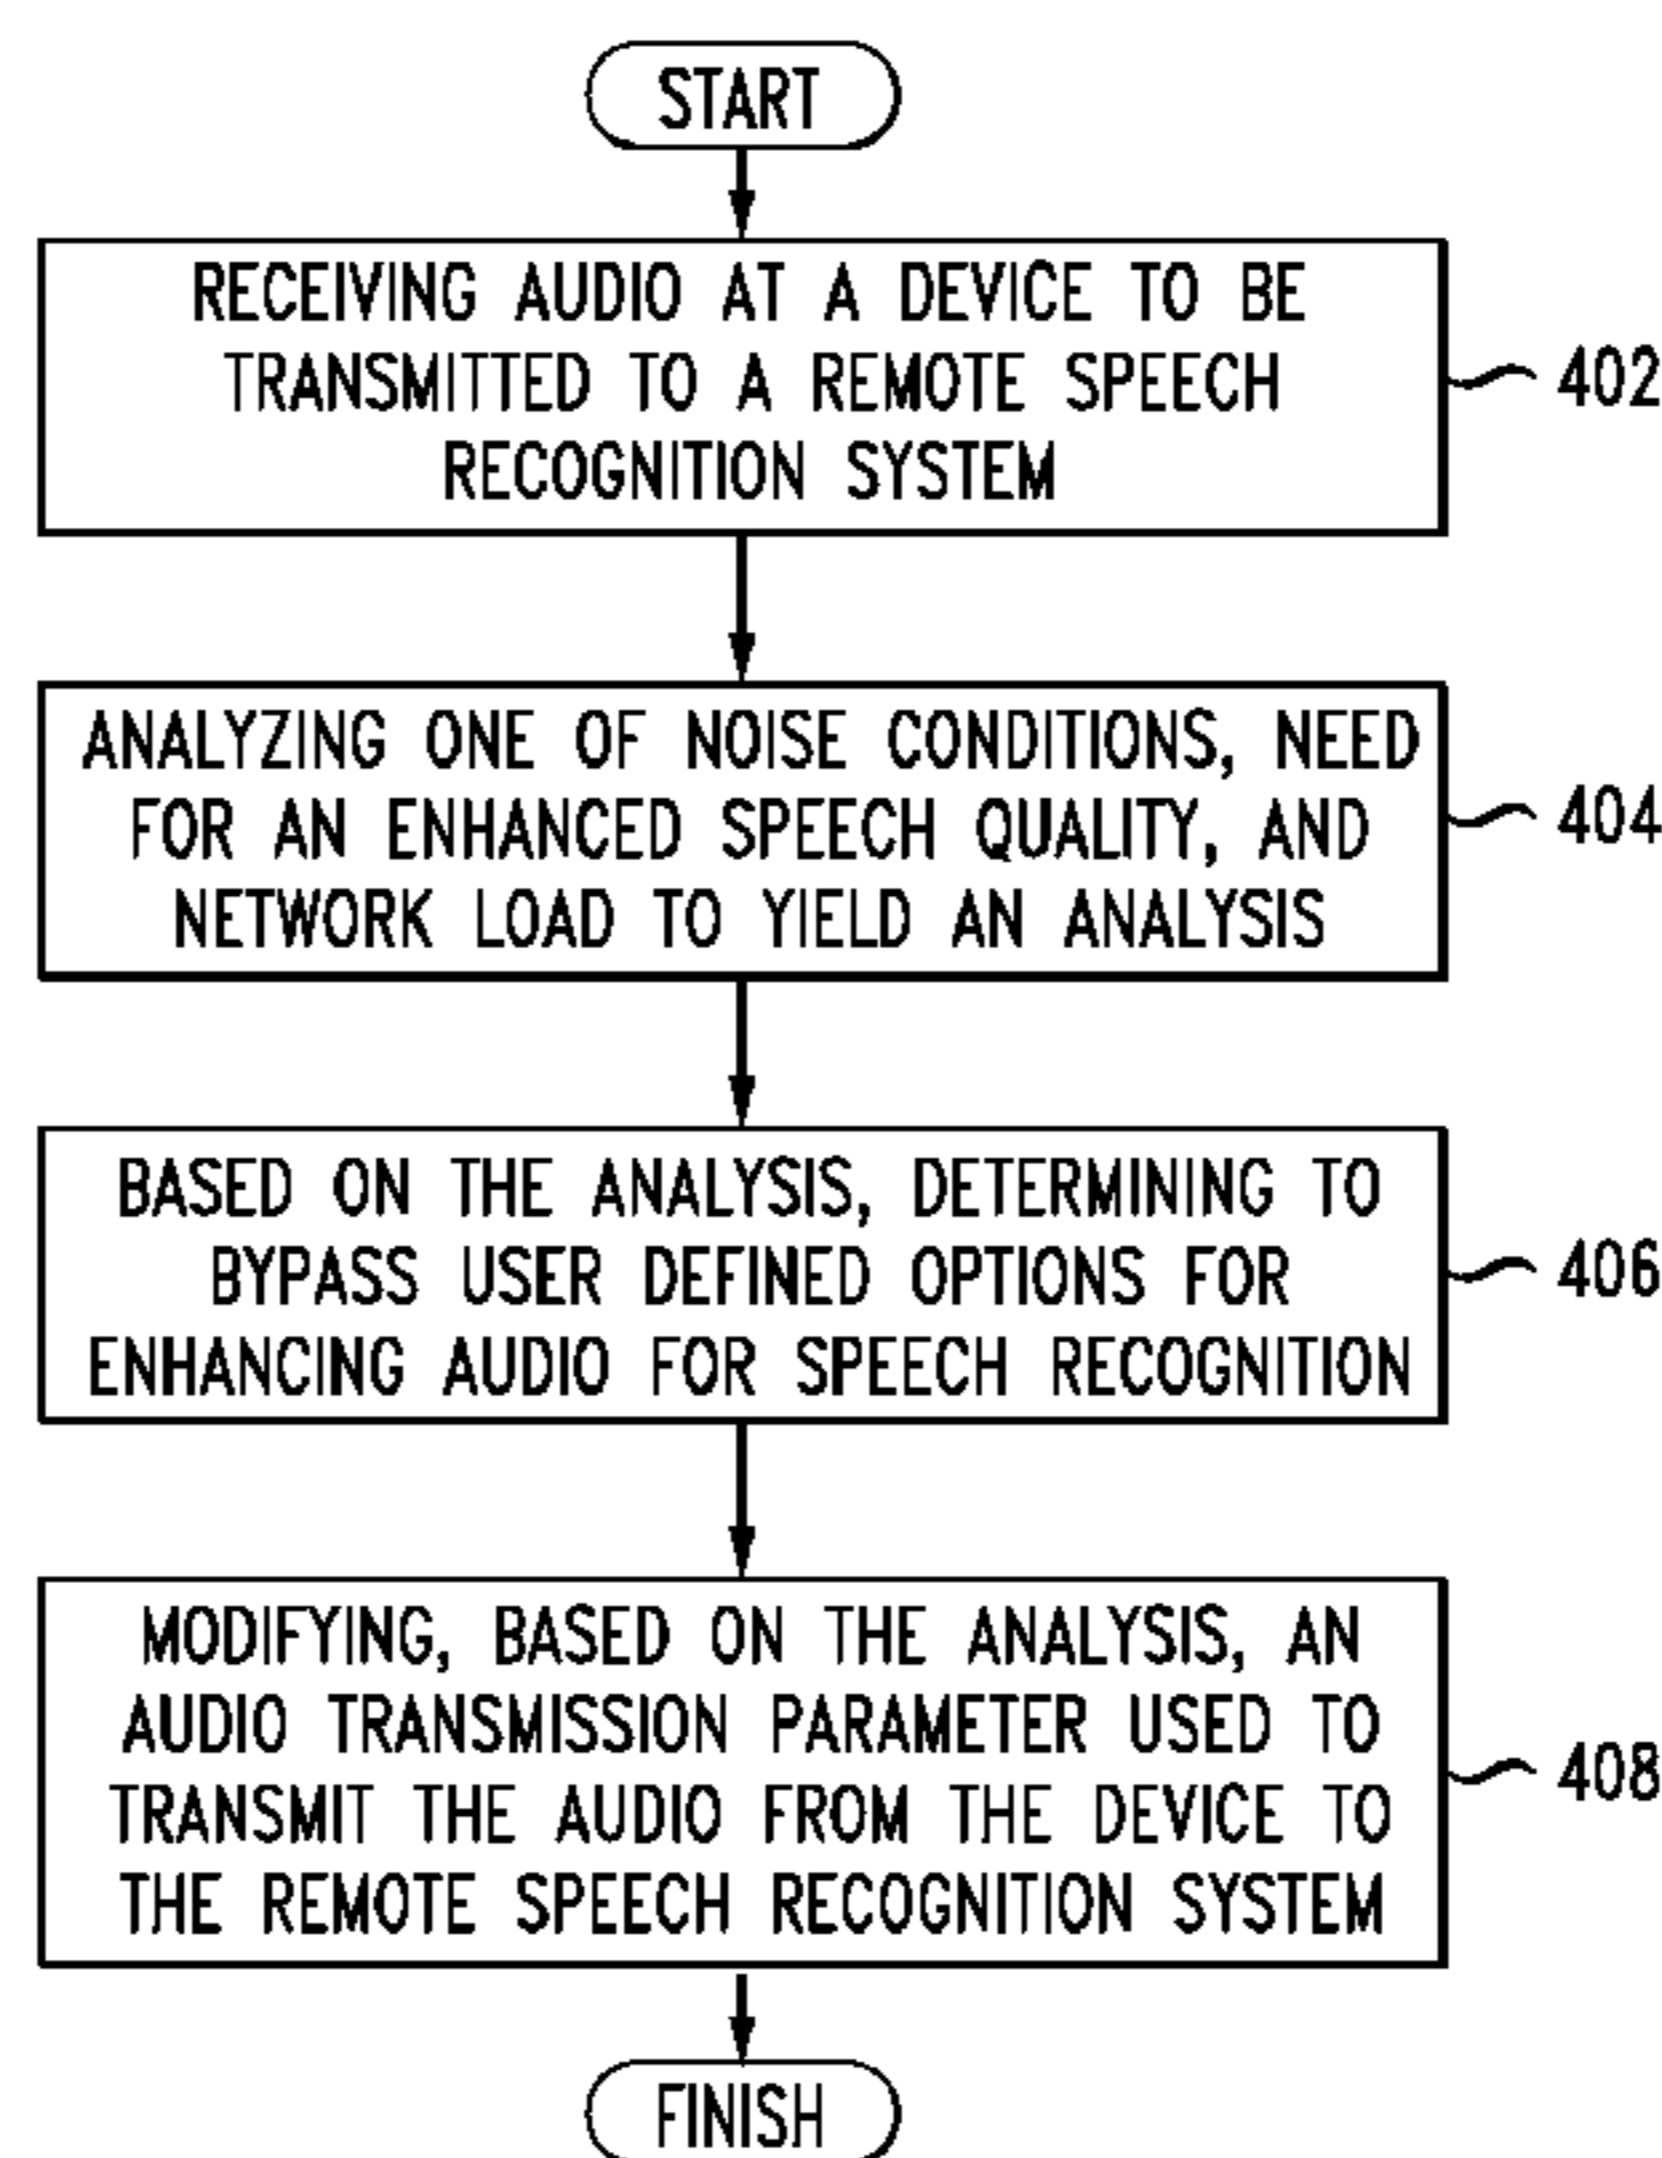 START
RECEIVING AUDIO AT A DEVICE TO BE
TRANSMITTED TO A REMOTE SPEECH
RECOGNITION SYSTEM
402
ANALYZING ONE OF NOISE CONDITIONS, NEED
FOR AN ENHANCED SPEECH QUALITY, AND
NETWORK LOAD TO YIELD AN ANALYSIS
404
BASED ON THE ANALYSIS, DETERMINING TO
BYPASS USER DEFINED OPTIONS FOR
ENHANCING AUDIO FOR SPEECH RECOGNITION
406
MODIFYING, BASED ON THE ANALYSIS, AN
AUDIO TRANSMISSION PARAMETER USED TO
TRANSMIT THE AUDIO FROM THE DEVICE TO
THE REMOTE SPEECH RECOGNITION SYSTEM
408
FINISH